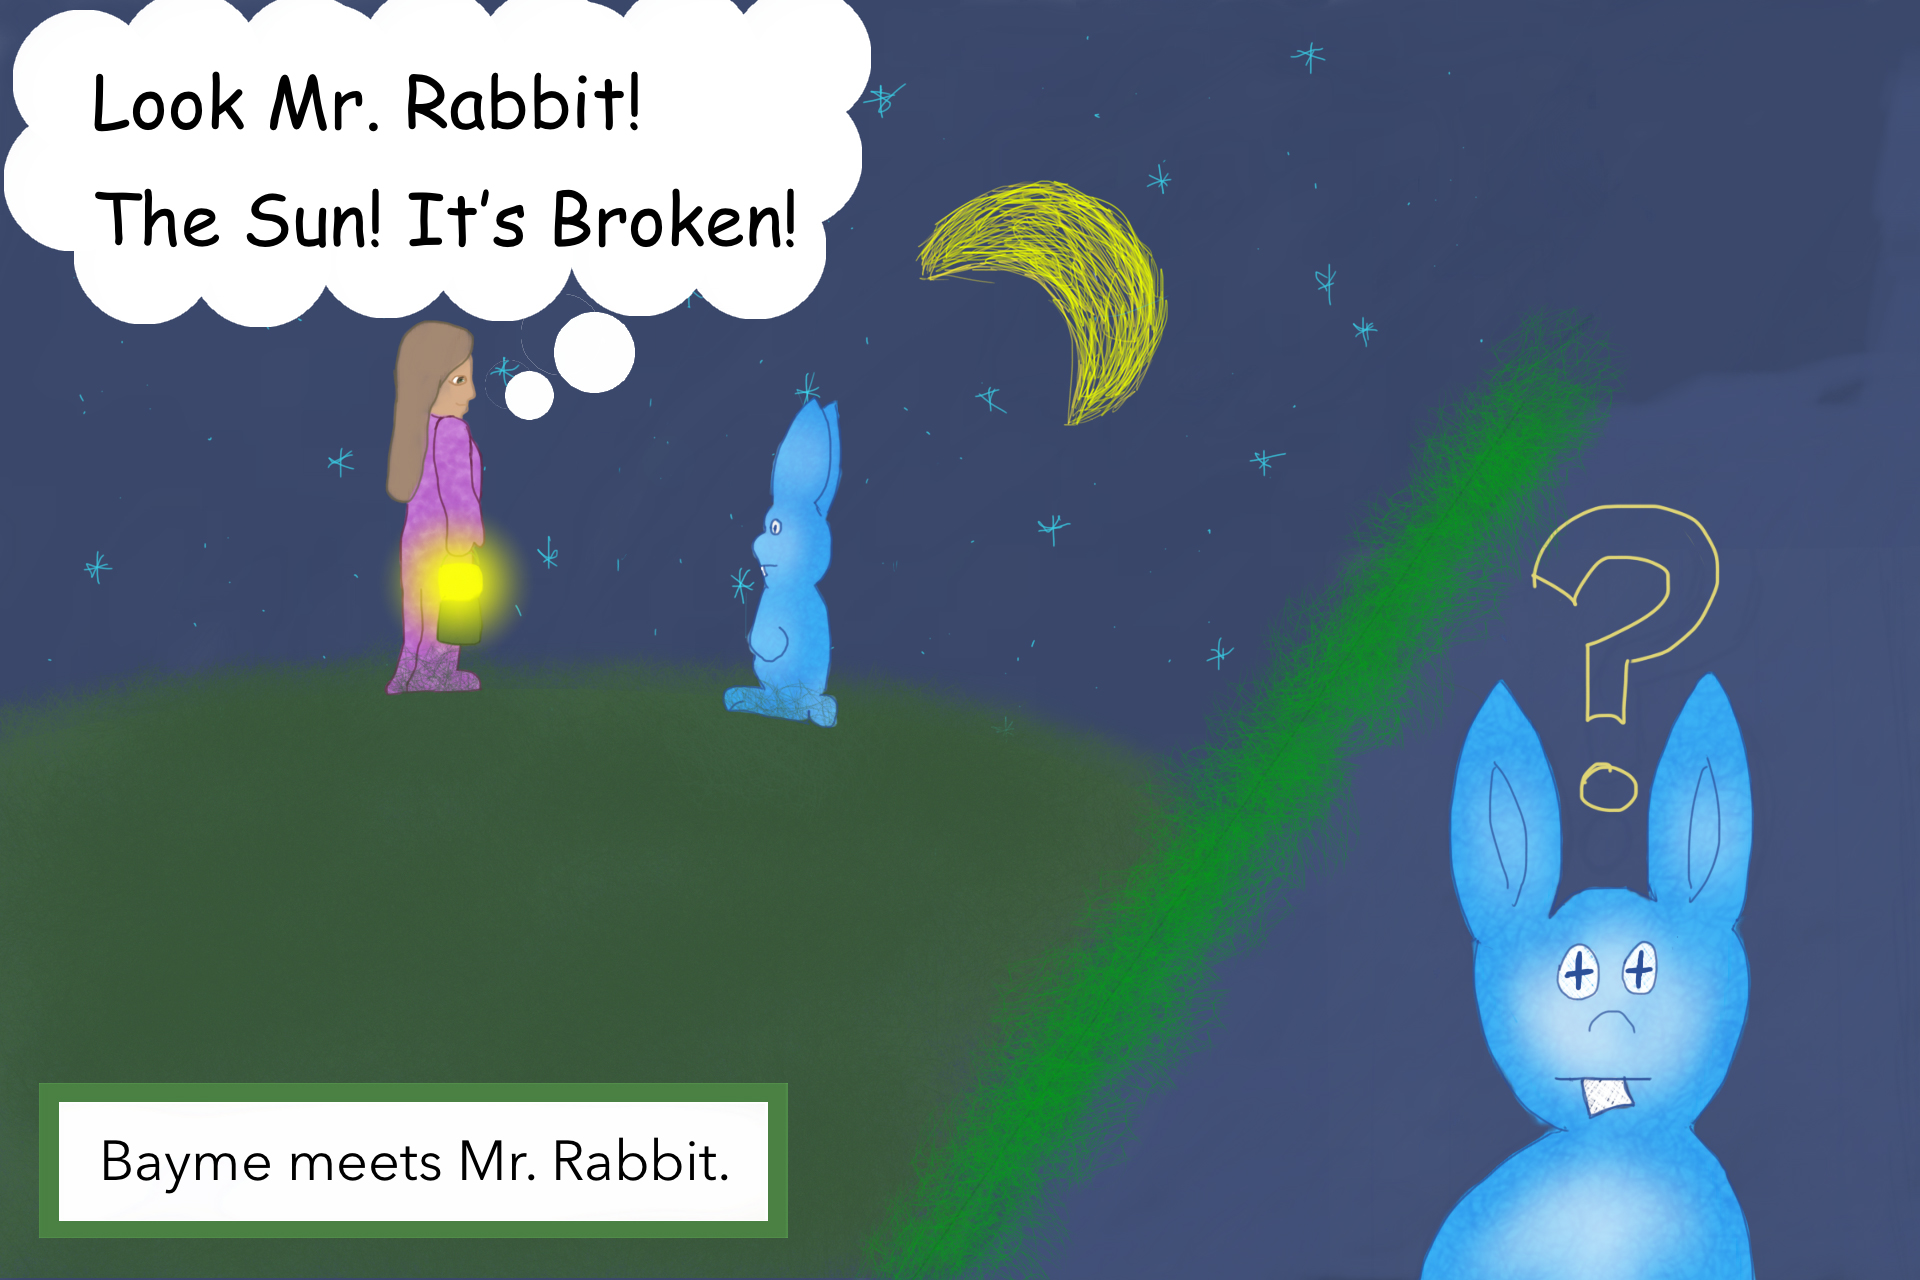 Look Mr. Rabbit!
The Sun! It's Broken!
?
Bayme meets Mr. Rabbit.